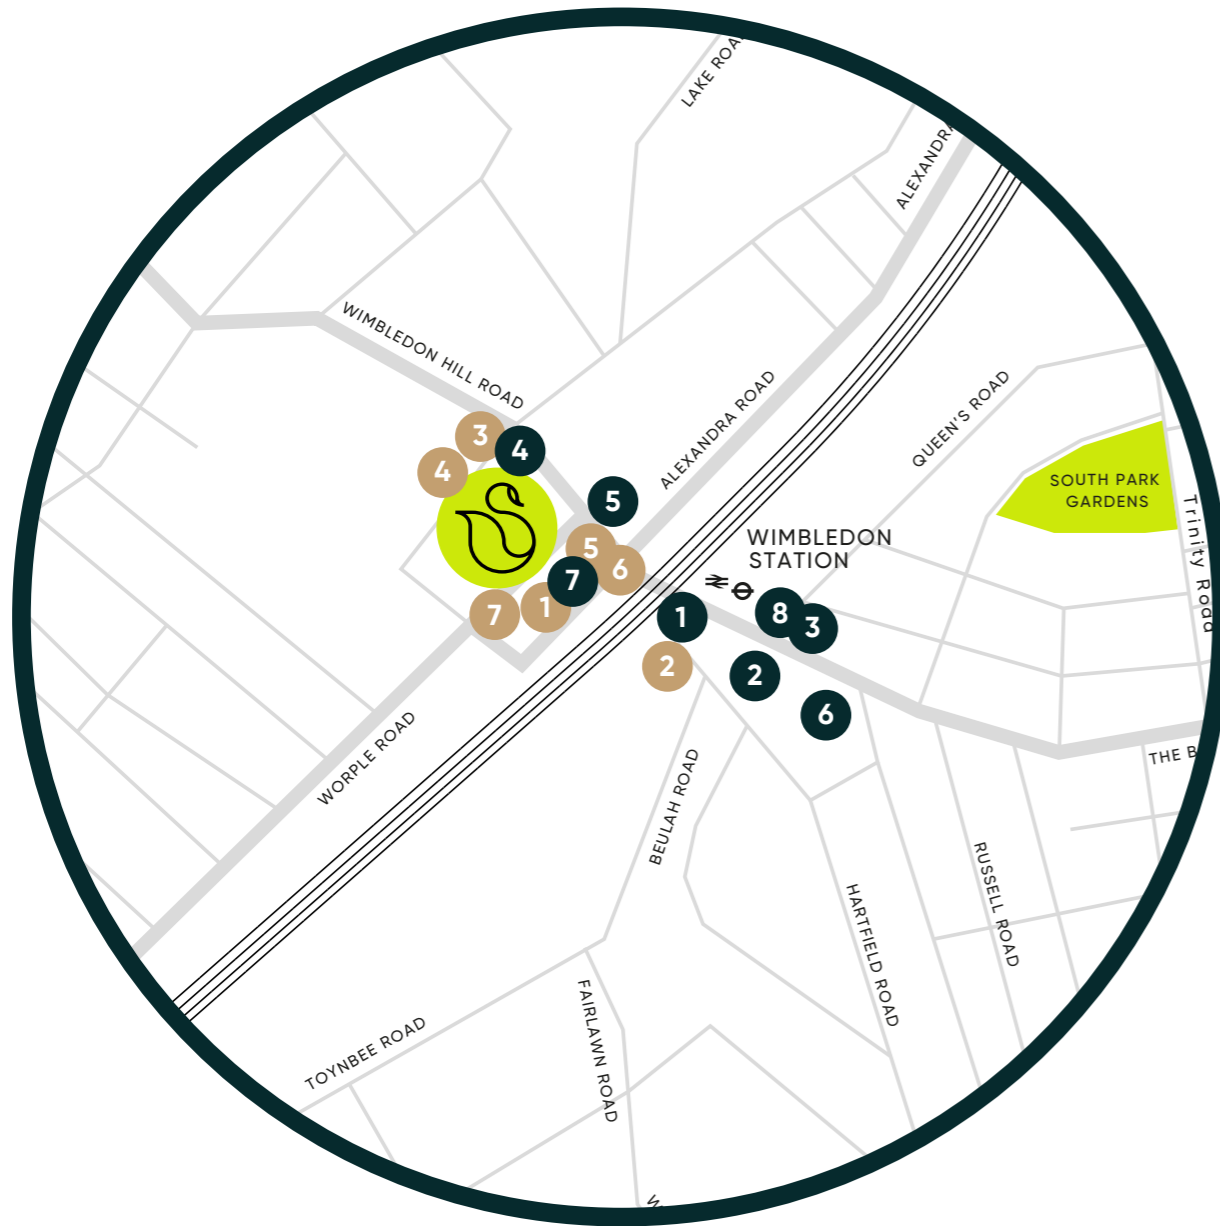 LAKE ROA
ALEXANDRA
WIMBLEDON HILL ROAD
ALEXANDRA ROAD
QUEEN'S ROAD
3
4
4
SOUTH PARK
GARDENS
5
Trinity Road
WIMBLEDON
STATION
5
6
7
7
1
1
8
3
2
2
6
WORPLE ROAD
THE B
BEULAH ROAD
RUSSELL ROAD
HARTFIELD ROAD
FAIRLAWN ROAD
TOYNBEE ROAD